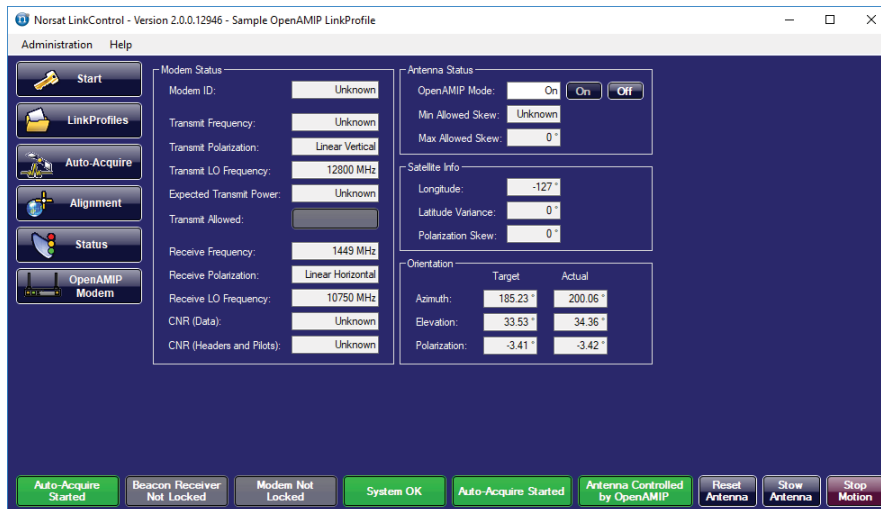 Norsat LinkControl - Version 2.0.0.12946 - Sample OpenAMIP LinkProfile
Administration Help
Start
LinkProfiles
Auto-Acquire
Alignment
Status
OpenAMIP
Modem
Modem Status
Modem ID: Unknown
Transmit Frequency: Unknown
Transmit Polarization: Linear Vertical
Transmit LO Frequency: 12800 MHz
Expected Transmit Power: Unknown
Transmit Allowed:
Receive Frequency: 1449 MHz
Receive Polarization: Linear Horizontal
Receive LO Frequency: 10750 MHz
CNR (Data): Unknown
CNR (Headers and Pilots): Unknown
Antenna Status
OpenAMIP Mode: On On Off
Min Allowed Skew: Unknown
Max Allowed Skew: 0 °
Satellite Info
Longitude: -127 °
Latitude Variance: 0 °
Polarization Skew: 0 °
Orientation
Target Actual
Azimuth: 185.23 ° 200.06 °
Elevation: 33.53 ° 34.36 °
Polarization: -3.41 ° -3.42 °
Auto-Acquire
Started
Beacon Receiver
Not Locked
Modem Not
Locked
System OK
Auto-Acquire Started
Antenna Controlled
by OpenAMIP
Reset
Antenna
Stow
Antenna
Stop
Motion